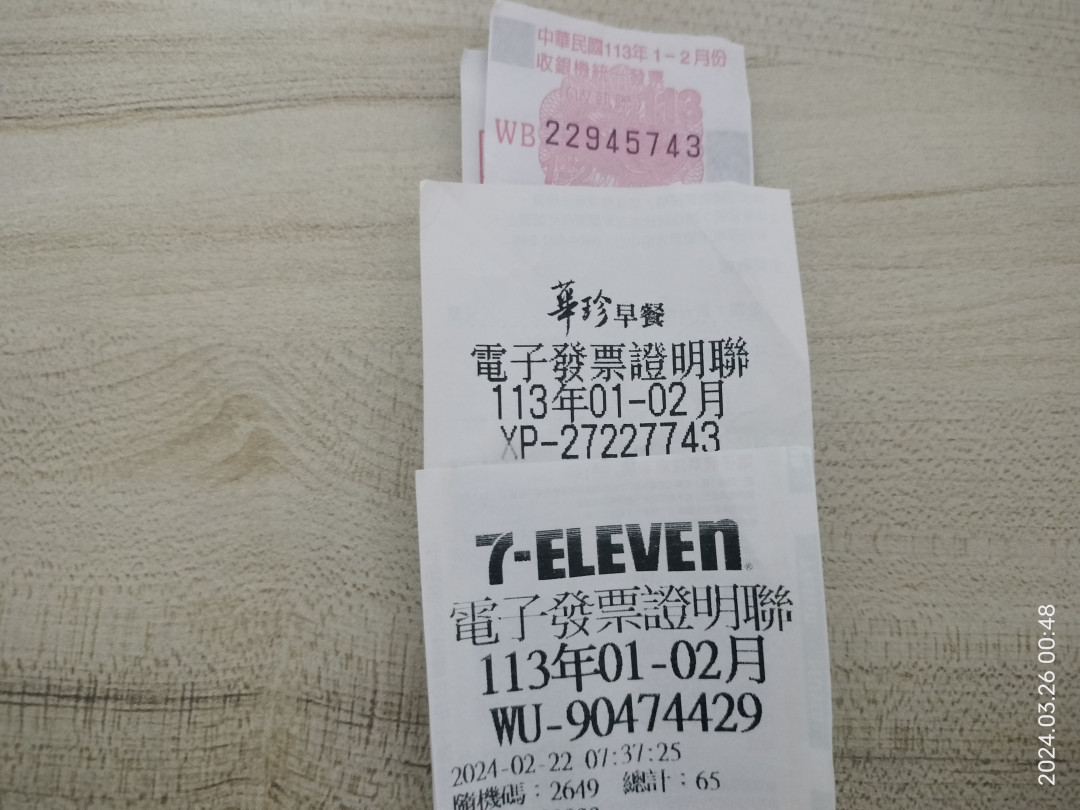 中華民國113年1-2月份
收銀機統一發票
WB 22945743
華珍早餐
電子發票證明聯
113年01-02月
XP-27227743
7-ELEVEn
電子發票證明聯
113年01-02月
WU-90474429
2024-02-22 07:37:25
隨機碼：2649 總計：65
2024.03.26 00:48